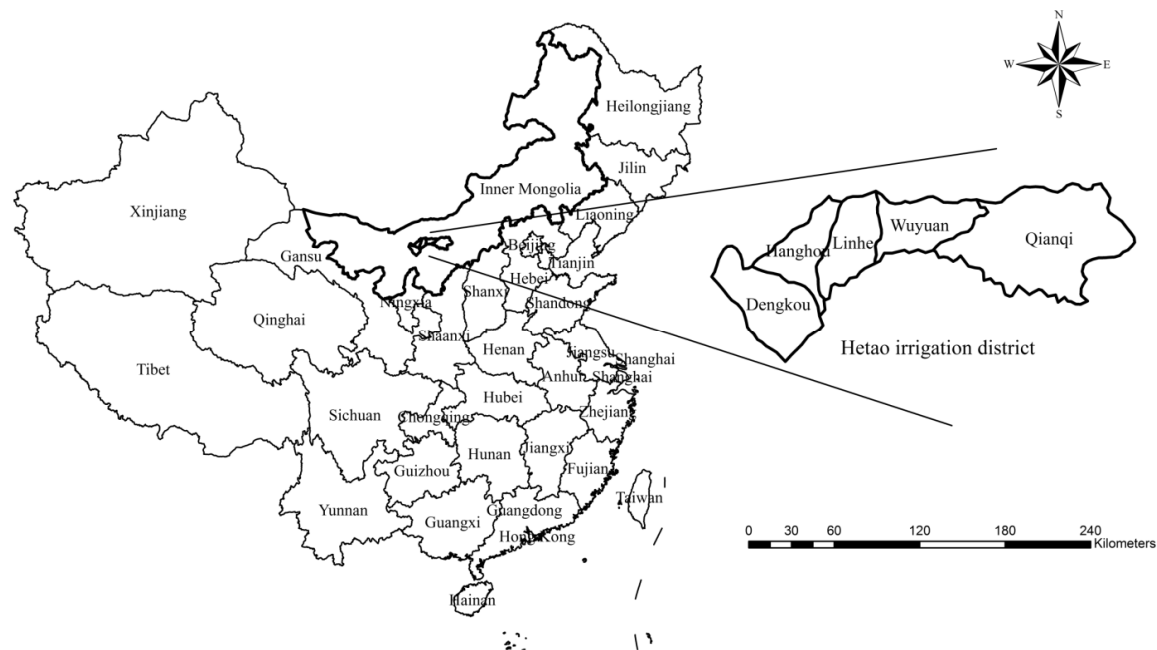 N
W
E
S
Heilongjiang
Jilin
Inner Mongolia
Liaoning
Xinjiang
Gansu
Beijing
Tianjin
Hebei
Ningxia
Shanxi
Shandong
Qinghai
Shaanxi
Henan
Jiangsu
Shanghai
Tibet
Anhui
Shanghai
Hubei
Sichuan
Chongqing
Zhejiang
Hunan
Jiangxi
Guizhou
Fujian
Taiwan
Yunnan
Guangxi
Guangdong
Hong Kong
Hainan
Hanghou
Linhe
Wuyuan
Qianqi
Dengkou
Hetao irrigation district
0 30 60 120 180 240
Kilometers